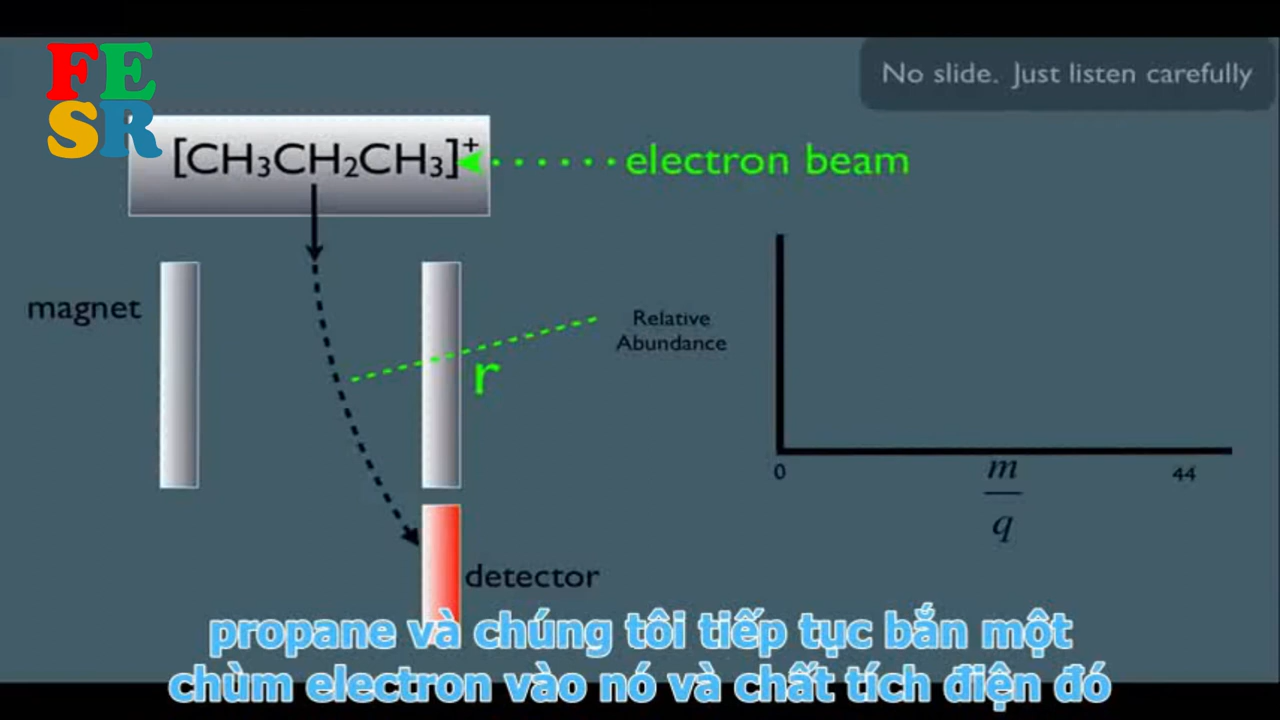 FE
SR
No slide. Just listen carefully
[CH₃CH₂CH₃]⁺
electron beam
magnet
Relative
Abundance
r
0
44
m
q
detector
propane và chúng tôi tiếp tục bắn một
chùm electron vào nó và chất tích điện đó